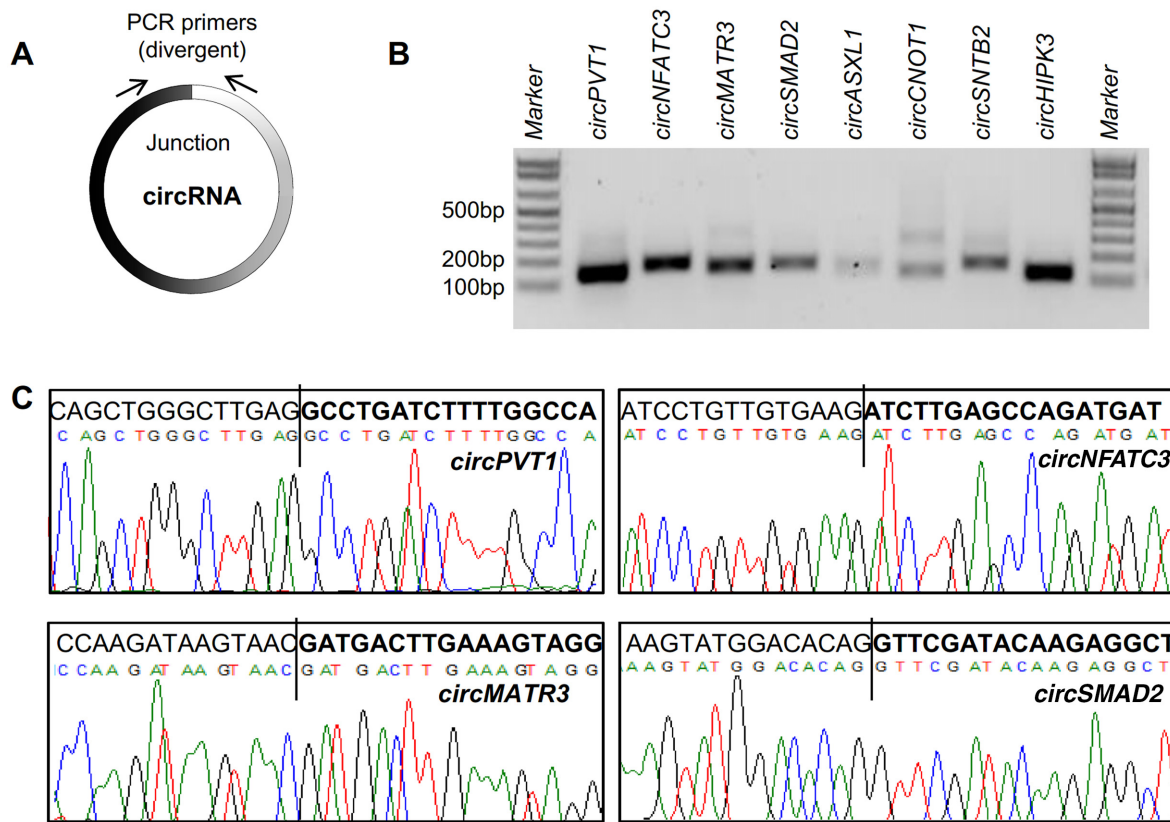 A
PCR primers
(divergent)
Junction
circRNA
B
Marker
circPVT1
circNFATC3
circMATR3
circSMAD2
circASXL1
circCNOT1
circSNTB2
circHIPK3
Marker
500bp
200bp
100bp
C
CAGCTGGGCTTGAGGCCTGATCTTTTGGCCA
CAGCTGGGCTTGAGGCCTGATCTTTTGGCCA
circPVT1
ATCCTGTTGTGAAGATCTTGAGCCAGATGAT
ATCCTGTTGTGAAGATCTTGAGCCAGATGAT
circNFATC3
CCAAGATAAGTAACGATGACTTGAAAGTAGG
CCAAGATAAGTAACGATGACTTGAAAGTAGG
circMATR3
AAGTATGGACACAGGTTCGATACAAGAGGCT
AAGTATGGACACAGGTTCGATACAAGAGGCT
circSMAD2